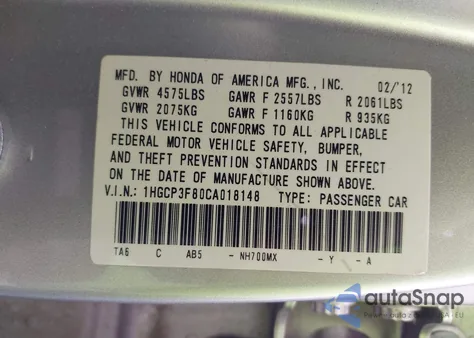 MFD. BY HONDA OF AMERICA MFG., INC. 02/'12
GVWR 4575LBS GAWR F 2557LBS R 2061LBS
GVWR 2075KG GAWR F 1160KG R 935KG
THIS VEHICLE CONFORMS TO ALL APPLICABLE
FEDERAL MOTOR VEHICLE SAFETY, BUMPER,
AND THEFT PREVENTION STANDARDS IN EFFECT
ON THE DATE OF MANUFACTURE SHOWN ABOVE.
V.I.N.: 1HGCP3F80CA018148 TYPE: PASSENGER CAR
TA6 C AB5 - NH700MX - Y - A
autaSnap